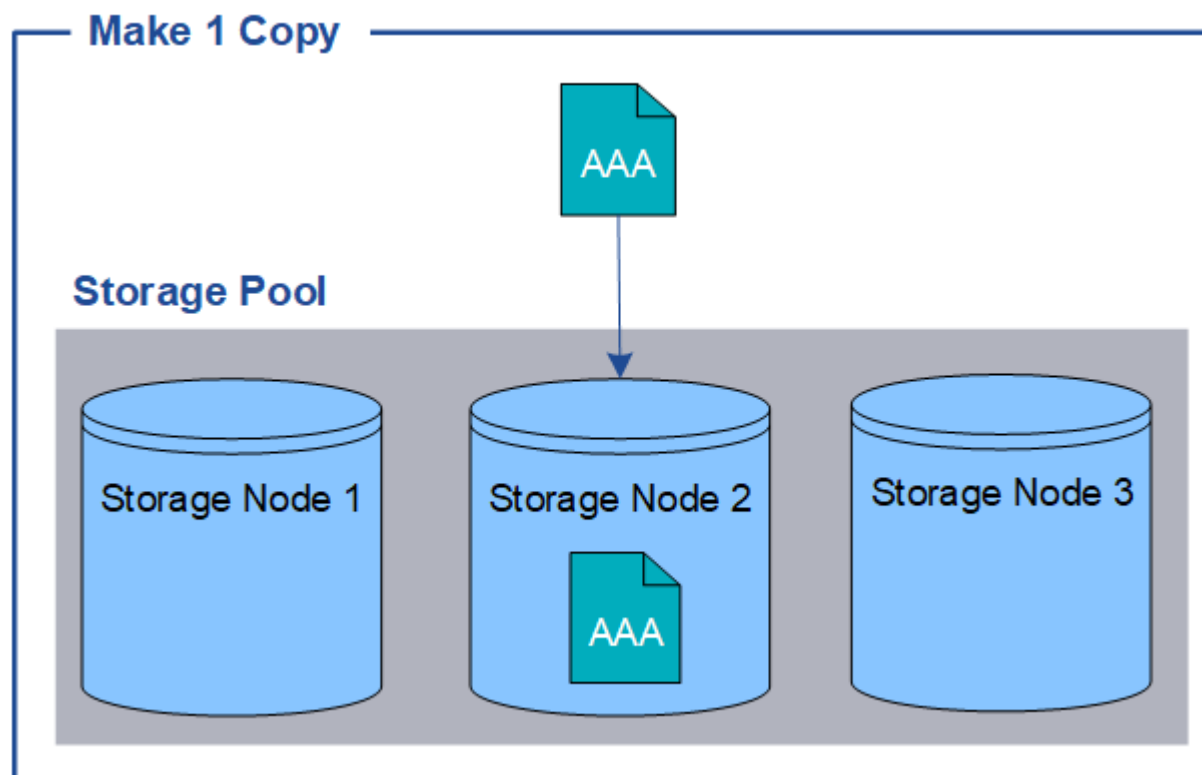 Make 1 Copy
AAA
Storage Pool
Storage Node 1
Storage Node 2
Storage Node 3
AAA